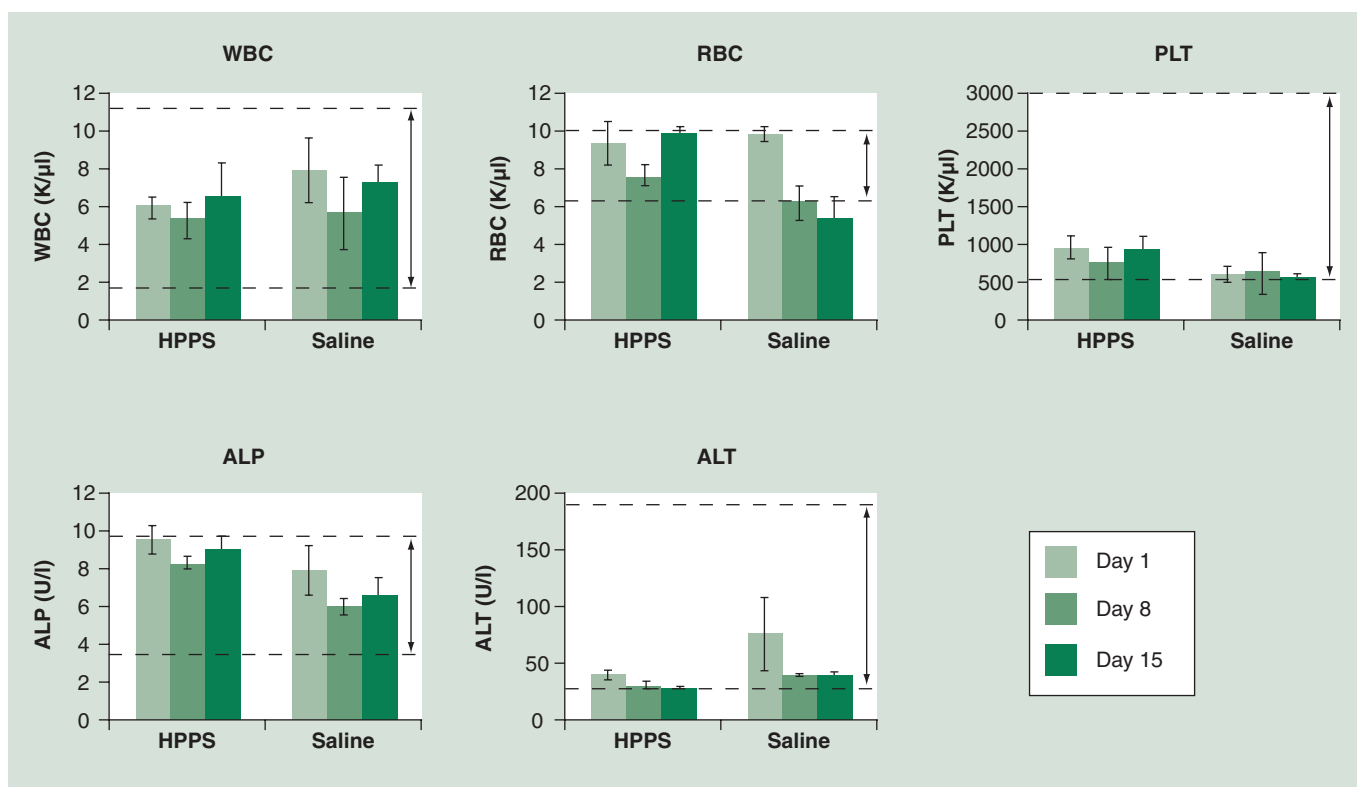 WBC
WBC (K/µl)
12
10
8
6
4
2
0
HPPS Saline
RBC
RBC (K/µl)
12
10
8
6
4
2
0
HPPS Saline
PLT
PLT (K/µl)
3000
2500
2000
1500
1000
500
0
HPPS Saline
ALP
ALP (U/l)
12
10
8
6
4
2
0
HPPS Saline
ALT
ALT (U/l)
200
150
100
50
0
HPPS Saline
Day 1
Day 8
Day 15